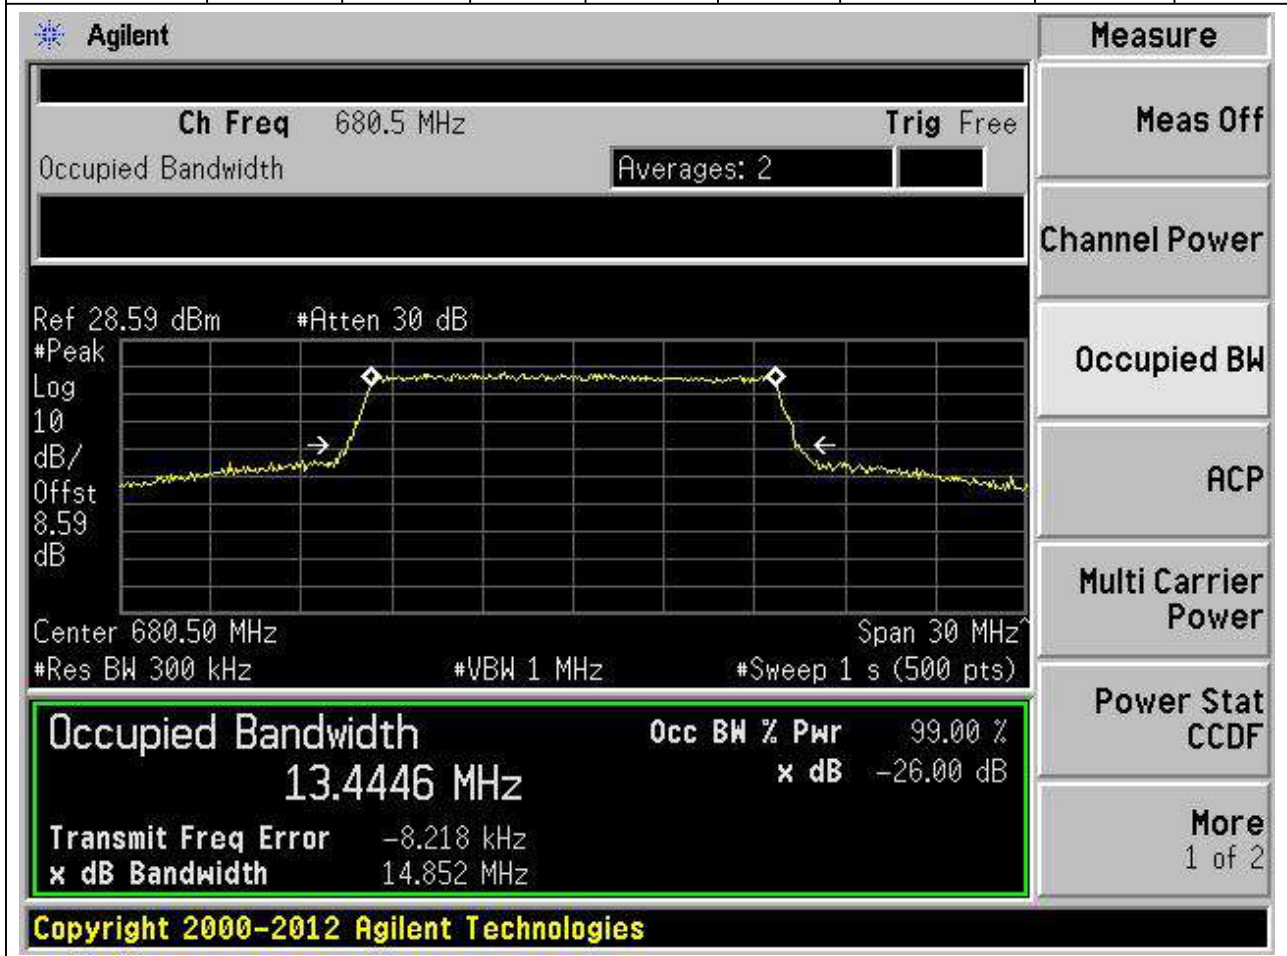 Agilent
Measure
Ch Freq 680.5 MHz Trig Free
Occupied Bandwidth Averages: 2
Meas Off
Channel Power
Occupied BW
ACP
Multi Carrier
Power
Power Stat
CCDF
More
1 of 2
Ref 28.59 dBm #Atten 30 dB
#Peak
Log
10
dB/
Offst
8.59
dB
Center 680.50 MHz Span 30 MHz^
#Res BW 300 kHz #VBW 1 MHz #Sweep 1 s (500 pts)
Occupied Bandwidth Occ BW % Pwr 99.00 %
13.4446 MHz x dB -26.00 dB
Transmit Freq Error -8.218 kHz
x dB Bandwidth 14.852 MHz
Copyright 2000-2012 Agilent Technologies